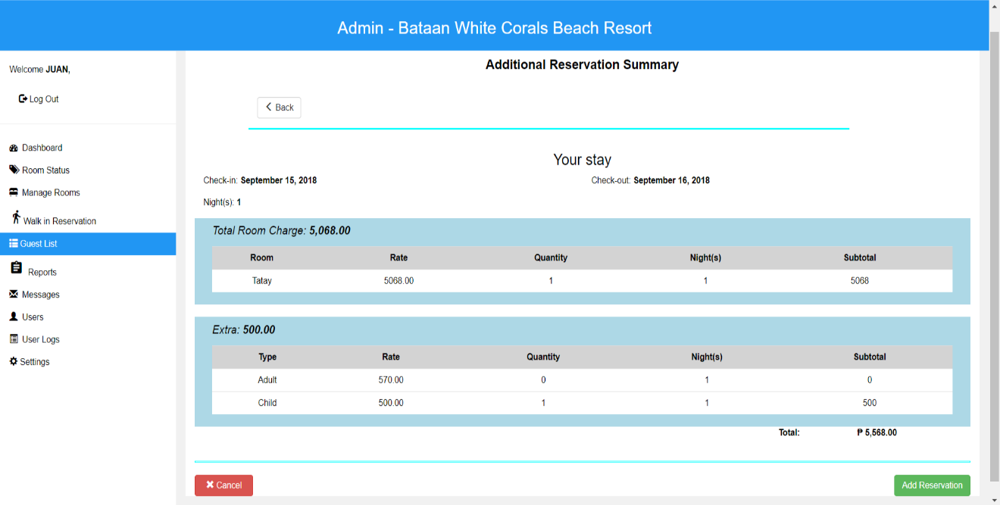 Admin - Bataan White Corals Beach Resort
Welcome JUAN,
Log Out
Dashboard
Room Status
Manage Rooms
Walk in Reservation
Guest List
Reports
Messages
Users
User Logs
Settings
Additional Reservation Summary
Back
Your stay
Check-in: September 15, 2018 Check-out: September 16, 2018
Night(s): 1
Total Room Charge: 5,068.00
Room Rate Quantity Night(s) Subtotal
Tatay 5068.00 1 1 5068
Extra: 500.00
Type Rate Quantity Night(s) Subtotal
Adult 570.00 0 1 0
Child 500.00 1 1 500
Total: ₱ 5,568.00
Cancel Add Reservation